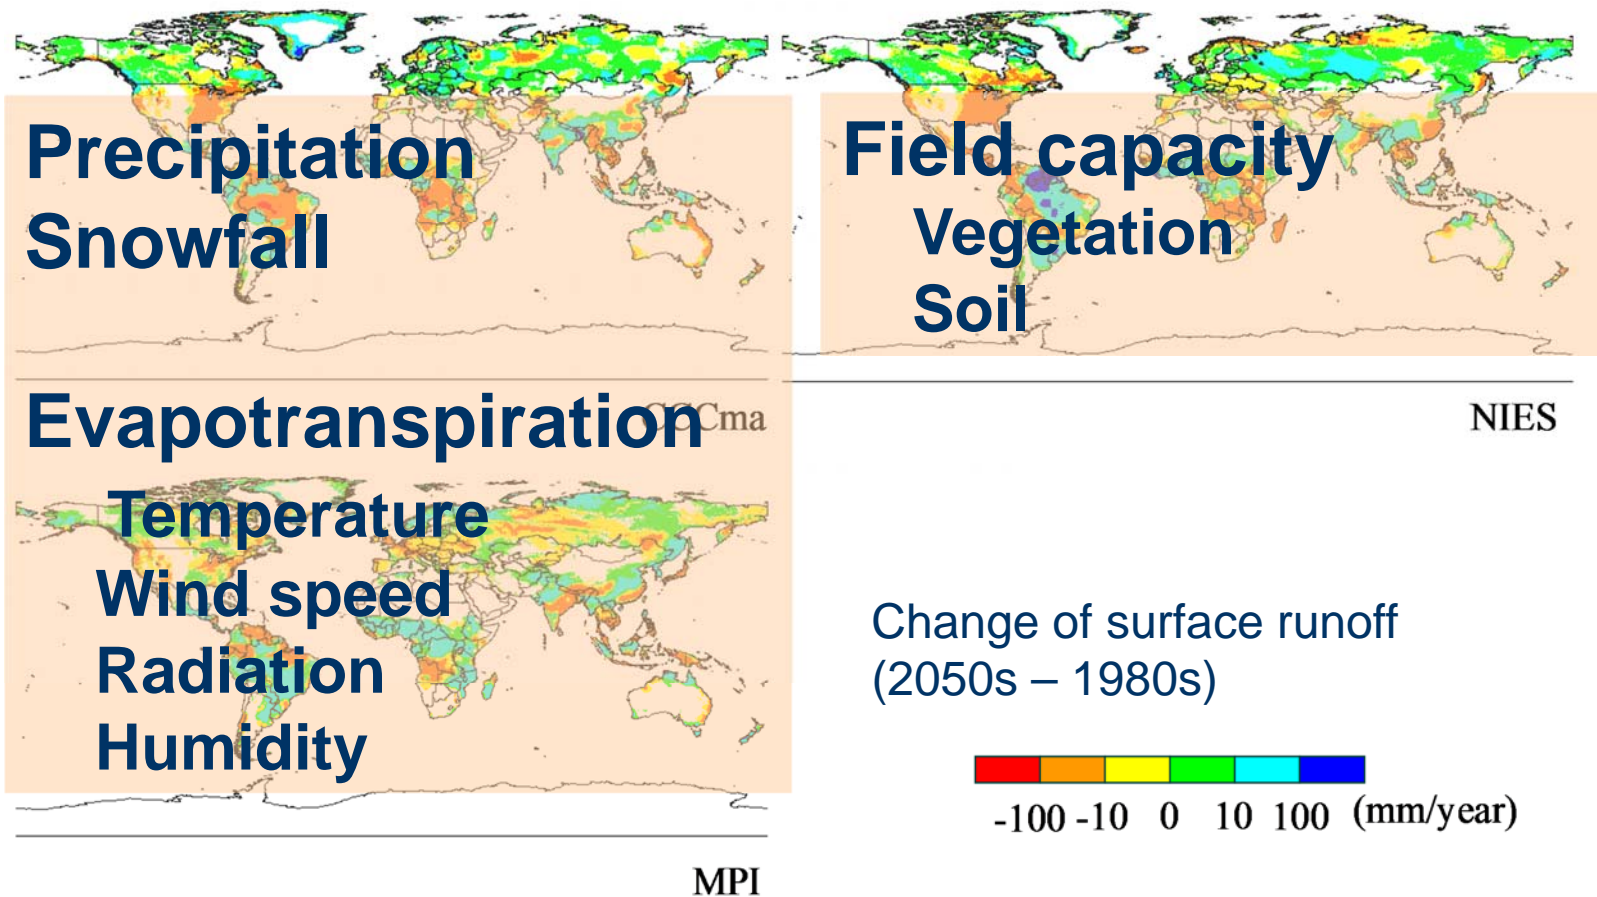 Precipitation
Snowfall
Evapotranspiration
CCCma
Temperature
Wind speed
Radiation
Humidity
MPI
Field capacity
Vegetation
Soil
NIES
Change of surface runoff
(2050s – 1980s)
-100 -10 0 10 100 (mm/year)